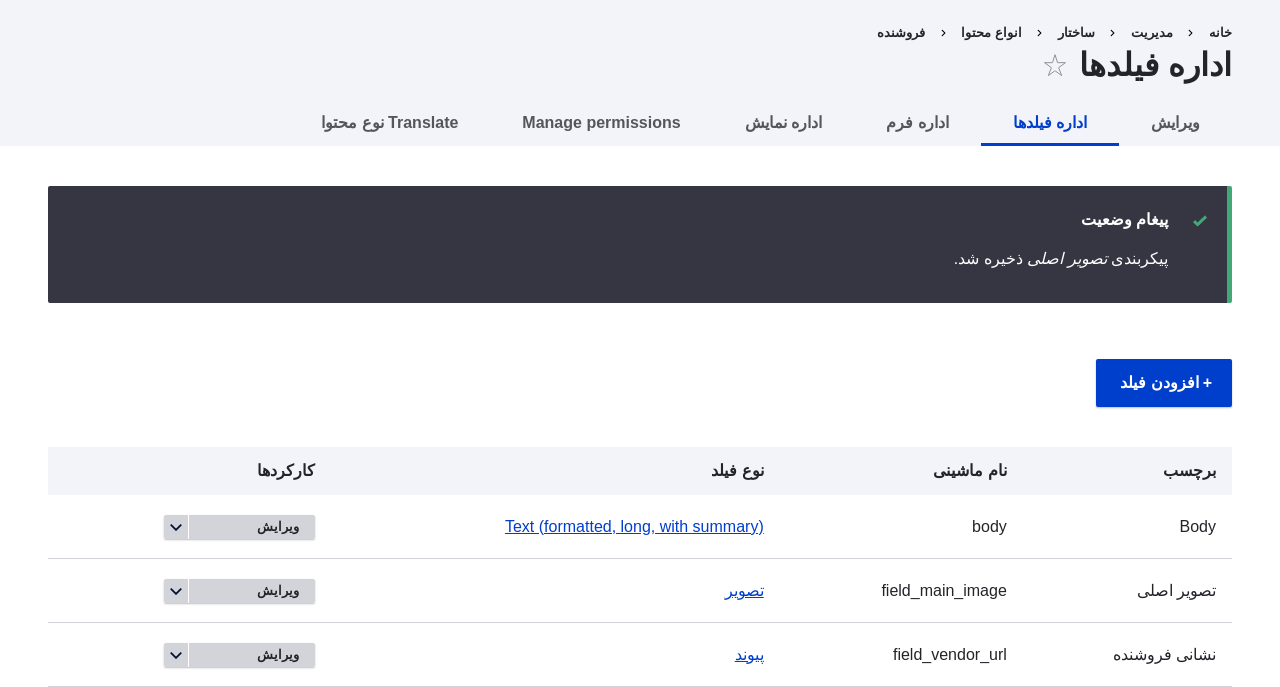 خانه › مدیریت › ساختار › انواع محتوا › فروشنده
اداره فیلدها ☆
ویرایش اداره فیلدها اداره فرم اداره نمایش Manage permissions Translate نوع محتوا
پیغام وضعیت
پیکربندی تصویر اصلی ذخیره شد.
+ افزودن فیلد
برچسب نام ماشینی نوع فیلد کارکردها
Body body Text (formatted, long, with summary) ویرایش
تصویر اصلی field_main_image تصویر ویرایش
نشانی فروشنده field_vendor_url پیوند ویرایش